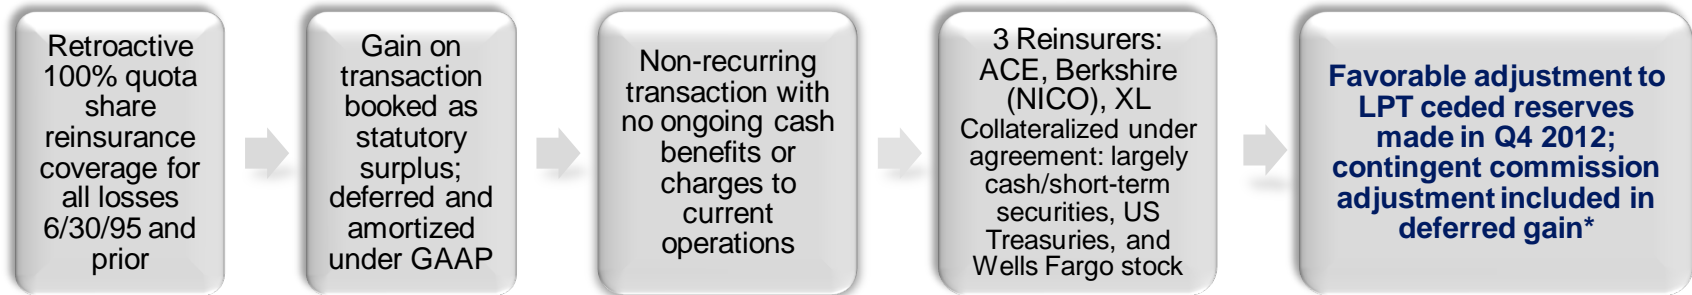 Retroactive
100% quota
share
reinsurance
coverage for
all losses
6/30/95 and
prior
Gain on
transaction
booked as
statutory
surplus;
deferred and
amortized
under GAAP
Non-recurring
transaction with
no ongoing cash
benefits or
charges to
current
operations
3 Reinsurers:
ACE, Berkshire
(NICO), XL
Collateralized under
agreement: largely
cash/short-term
securities, US
Treasuries, and
Wells Fargo stock
Favorable adjustment to
LPT ceded reserves
made in Q4 2012;
contingent commission
adjustment included in
deferred gain*